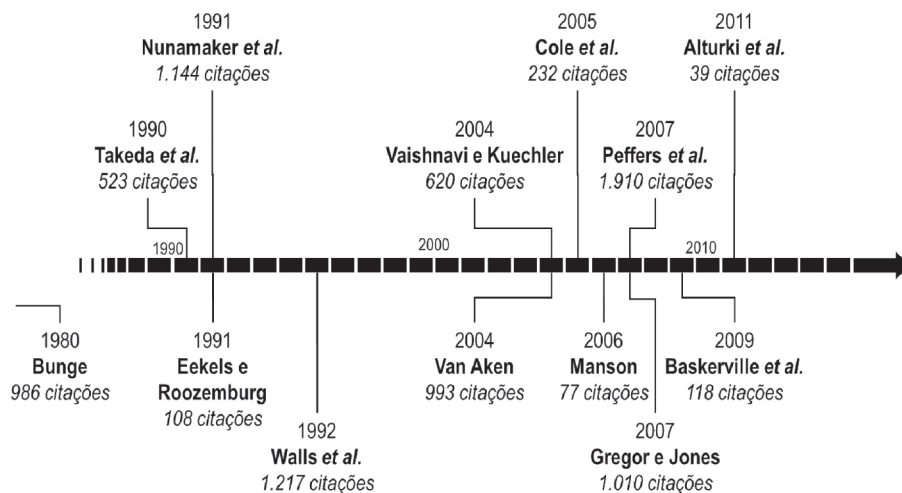 1991
Nunamaker et al.
1.144 citações
2005
Cole et al.
232 citações
2011
Alturki et al.
39 citações
1990
Takeda et al.
523 citações
2004
Vaishnavi e Kuechler
620 citações
2007
Peffers et al.
1.910 citações
1990
2000
2010
1980
Bunge
986 citações
1991
Eekels e
Roozemburg
108 citações
1992
Walls et al.
1.217 citações
2004
Van Aken
993 citações
2006
Manson
77 citações
2007
Gregor e Jones
1.010 citações
2009
Baskerville et al.
118 citações